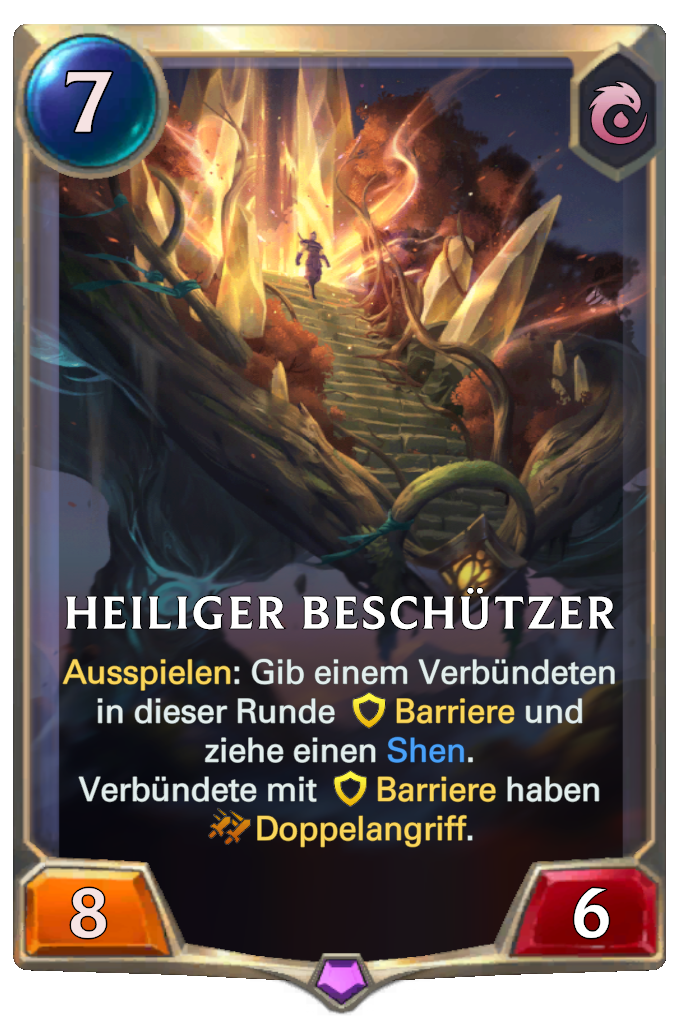 7
HEILIGER BESCHÜTZER
Ausspielen: Gib einem Verbündeten
in dieser Runde Barriere und
ziehe einen Shen.
Verbündete mit Barriere haben
Doppelangriff.
8
6